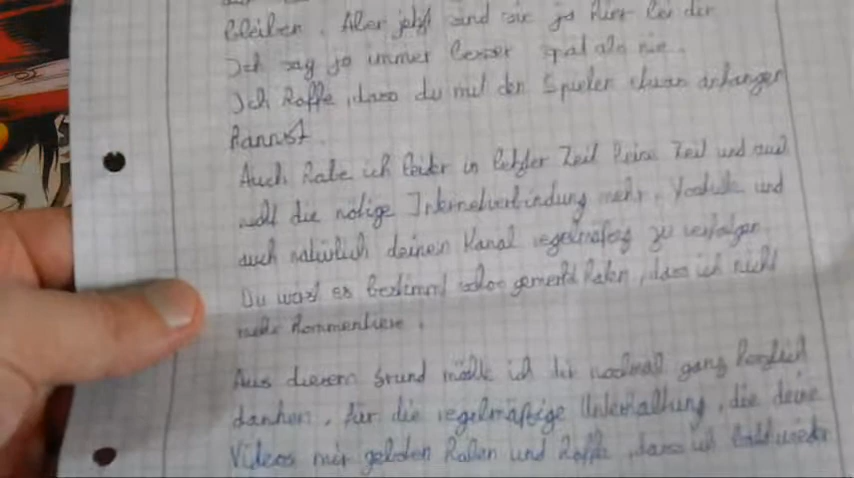 bleiben. Aber jetzt sind sie ja hier bei dir
Ich sag ja immer besser spät als nie.
Ich hoffe, dass du mit den Spielen etwas anfangen
kannst.
Auch habe ich leider in letzter Zeit keine Zeit und auch
nicht die nötige Internetverbindung mehr, Youtube und
auch natürlich deinen Kanal regelmäßig zu verfolgen.
Du wirst es bestimmt schon gemerkt haben, dass ich nicht
mehr kommentiere.
Aus diesem Grund möchte ich dir nochmal ganz herzlich
danken, für die regelmäßige Unterhaltung, die deine
Videos mir geboten haben und hoffe, dass ich bald wieder